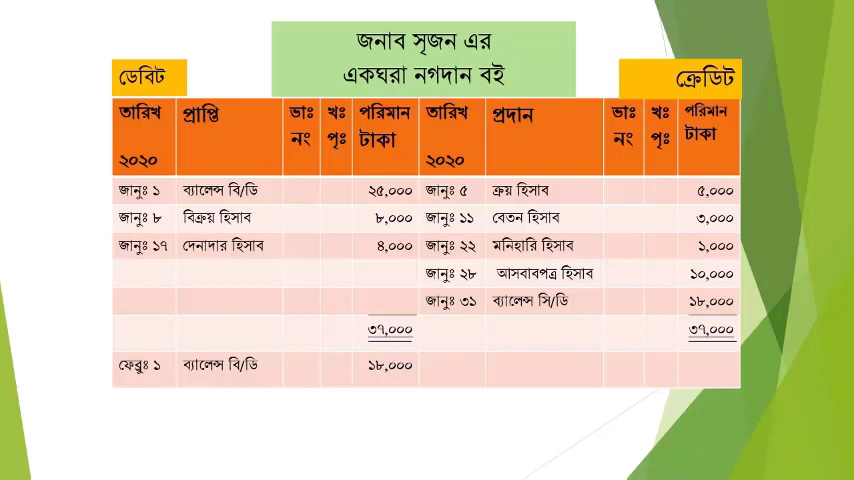 জনাব সৃজন এর
একঘরা নগদান বই
ডেবিট
ক্রেডিট
তারিখ ২০২০ প্রাপ্তি ভাঃ নং খঃ পৃঃ পরিমান টাকা তারিখ ২০২০ প্রদান ভাঃ নং খঃ পৃঃ পরিমান টাকা
জানুঃ ১ ব্যালেন্স বি/ডি ২৫,০০০ জানুঃ ৫ ক্রয় হিসাব ৫,০০০
জানুঃ ৮ বিক্রয় হিসাব ৮,০০০ জানুঃ ১১ বেতন হিসাব ৩,০০০
জানুঃ ১৭ দেনাদার হিসাব ৪,০০০ জানুঃ ২২ মনিহারি হিসাব ১,০০০
জানুঃ ২৮ আসবাবপত্র হিসাব ১০,০০০
জানুঃ ৩১ ব্যালেন্স সি/ডি ১৮,০০০
৩৭,০০০ ৩৭,০০০
ফেব্রুঃ ১ ব্যালেন্স বি/ডি ১৮,০০০